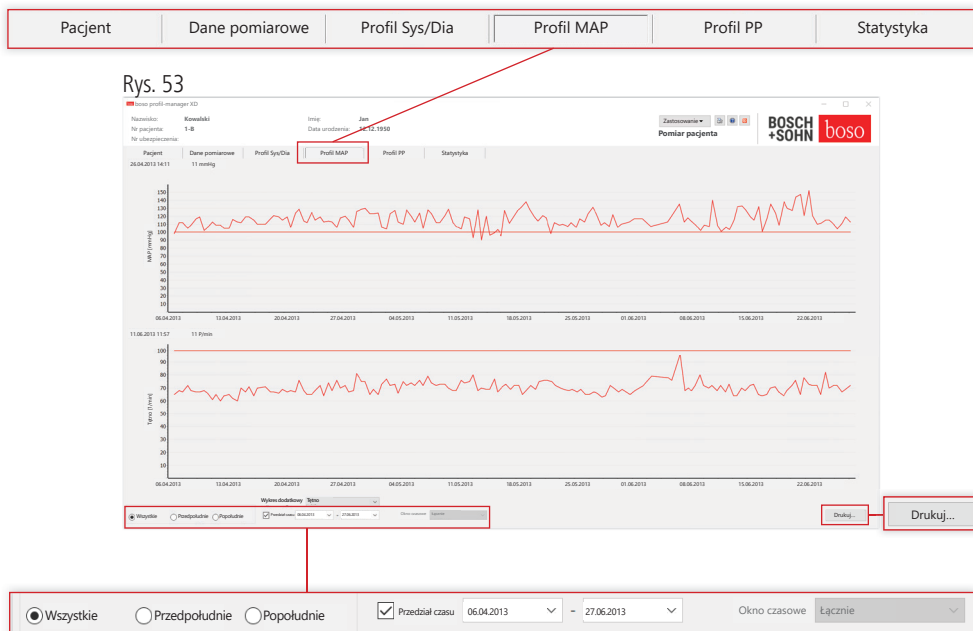 Pacjent Dane pomiarowe Profil Sys/Dia Profil MAP Profil PP Statystyka
Rys. 53
boso profil-manager XD
Nazwisko: Kowalski Imię: Jan Zastosowanie
Nr pacjenta: 1-8 Data urodzenia: 12.12.1950 Pomiar pacjenta
Nr ubezpieczenia:
BOSCH
+SOHN
boso
Pacjent Dane pomiarowe Profil Sys/Dia Profil MAP Profil PP Statystyka
26.04.2013 14:11 11 mmHg
MAP [mmHg]
150
140
130
120
110
100
90
80
70
60
50
40
30
20
10
06.04.2013 13.04.2013 20.04.2013 27.04.2013 04.05.2013 11.05.2013 18.05.2013 25.05.2013 01.06.2013 08.06.2013 15.06.2013 22.06.2013
11.06.2013 11:57 11 P/min
Tętno [1/min]
100
90
80
70
60
50
40
30
20
10
06.04.2013 13.04.2013 20.04.2013 27.04.2013 04.05.2013 11.05.2013 18.05.2013 25.05.2013 01.06.2013 08.06.2013 15.06.2013 22.06.2013
Wykres dodatkowy Tętno
Wszystkie Przedpołudnie Popołudnie Przedział czasu 06.04.2013 - 27.06.2013 Okno czasowe Łącznie Drukuj...
Drukuj...
Wszystkie Przedpołudnie Popołudnie Przedział czasu 06.04.2013 - 27.06.2013 Okno czasowe Łącznie